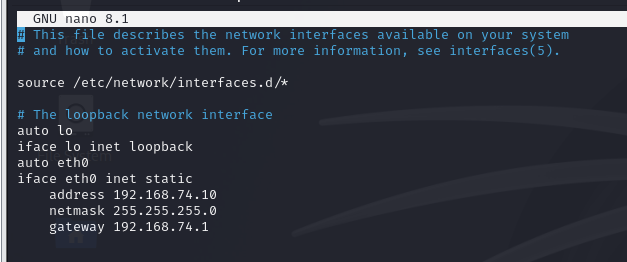 GNU nano 8.1
# This file describes the network interfaces available on your system
# and how to activate them. For more information, see interfaces(5).
source /etc/network/interfaces.d/*
# The loopback network interface
auto lo
iface lo inet loopback
auto eth0
iface eth0 inet static
address 192.168.74.10
netmask 255.255.255.0
gateway 192.168.74.1